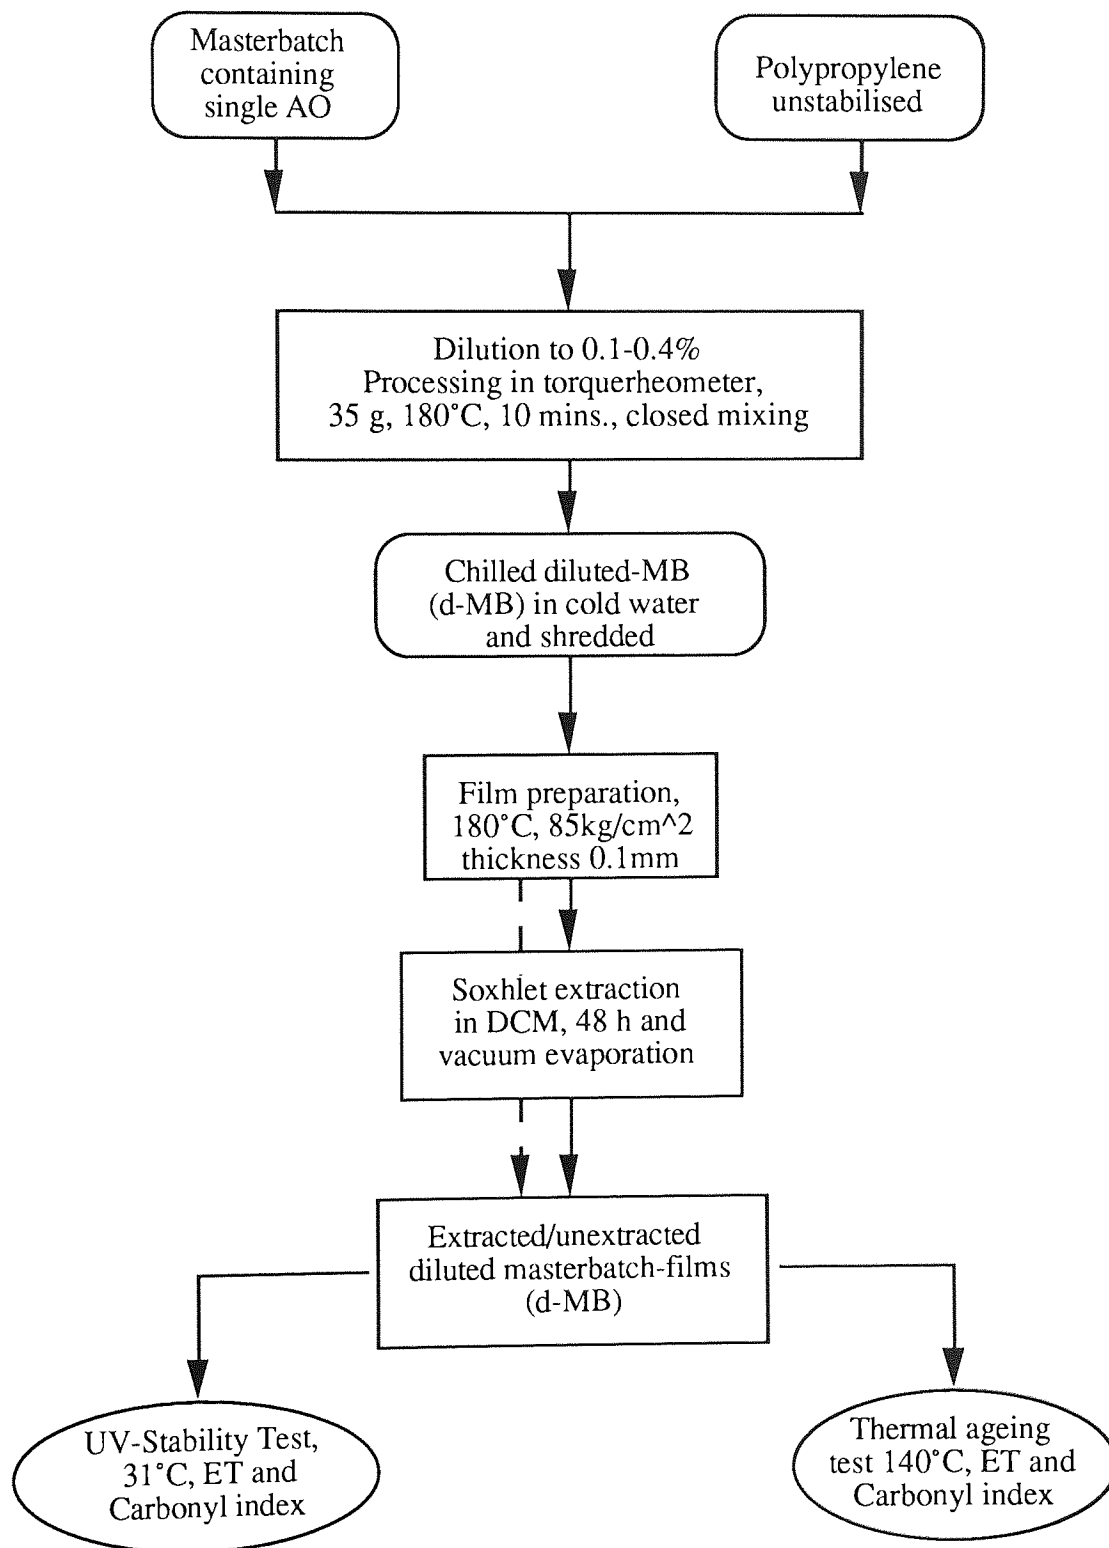 Masterbatch
containing
single AO
Polypropylene
unstabilised
Dilution to 0.1-0.4%
Processing in torquerheometer,
35 g, 180°C, 10 mins., closed mixing
Chilled diluted-MB
(d-MB) in cold water
and shredded
Film preparation,
180°C, 85kg/cm^2
thickness 0.1mm
Soxhlet extraction
in DCM, 48 h and
vacuum evaporation
Extracted/unextracted
diluted masterbatch-films
(d-MB)
UV-Stability Test,
31°C, ET and
Carbonyl index
Thermal ageing
test 140°C, ET and
Carbonyl index